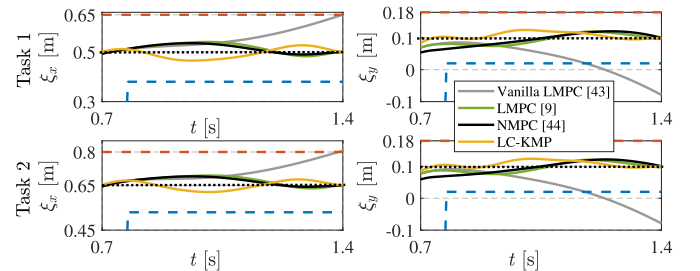 Task 1
ξx [m]
0.65
0.5
0.3
0.7
1.4
t [s]
ξy [m]
0.18
0.1
0
-0.1
0.7
1.4
Vanilla LMPC [43]
LMPC [9]
NMPC [44]
LC-KMP
Task 2
ξx [m]
0.8
0.65
0.45
0.7
1.4
t [s]
ξy [m]
0.18
0.1
0
-0.1
0.7
1.4
t [s]